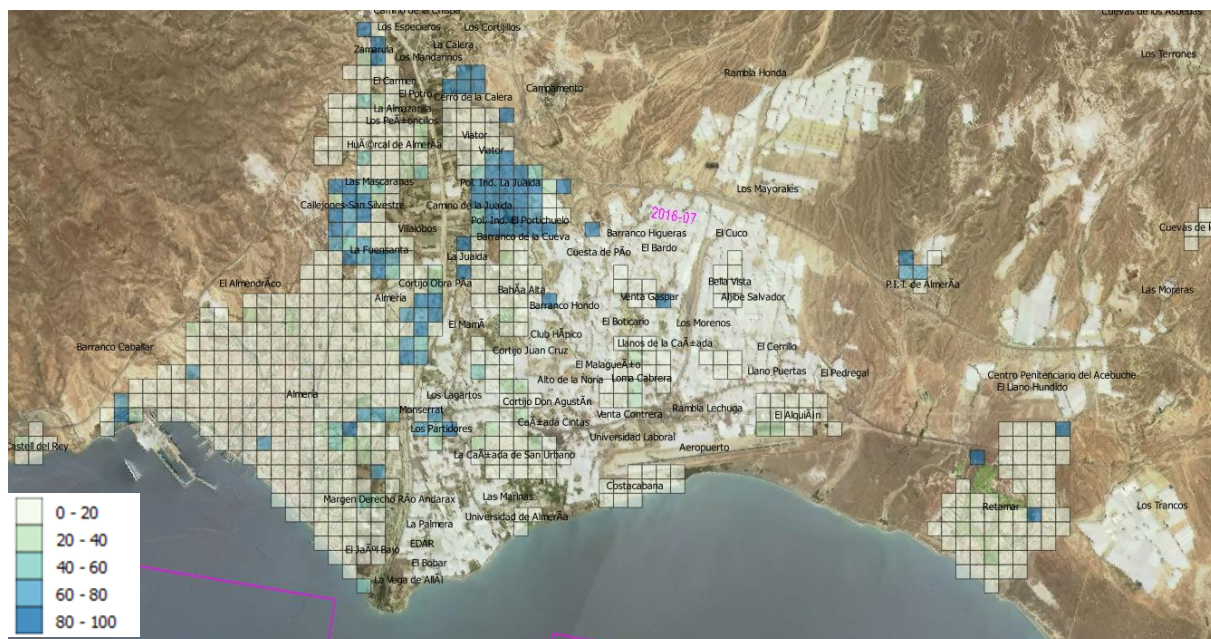 Camino de la Crispa
Cuevas de los Asbedas
Los Especieros
Los Cortijillos
Zamarula
La Calera
Los Mandarinos
Los Terrones
Rambla Honda
El Carmen
Campamento
El Potro
Cerro de la Calera
La Almazanila
Los PeÃ±oncillos
Viator
HuÃ©rcal de AlmerÃ­a
Viator
Las Mascaranas
Pol. Ind. La Juaida
Los Mayorales
Callejones-San Silvestre
Camino de la Juaida
2016-07
Pol. Ind. El Portichuelo
Villalobos
Barranco de la Cueva
Barranco Higueras
El Cuco
La Fuensanta
La Juaida
Cuesta de PÃ­o
El Bardo
El AlmendrÃ­co
Cortijo Obra PÃ­a
BahÃ­a Alta
Bella Vista
P.I.T. de AlmerÃ­a
Las Moreras
Almería
Barranco Hondo
Venta Gaspar
Aljibe Salvador
El MamÃ­
El Boticario
Los Morenos
Club HÃ­pico
Barranco Caballar
Cortijo Juan Cruz
Llanos de la CaÃ±ada
El Cerrillo
El MalagueÃ±o
Llano Puertas
El Pedregal
Centro Penitenciario del Acebuche
Alto de la Noria
Loma Cabrera
El Llano Hundido
Almería
Los Lagartos
Cortijo Don AgustÃ­n
Monserrat
Venta Contrera
Rambla Lechuga
El AlquiÃ¡n
CaÃ±ada Cintas
Los Partidores
Universidad Laboral
Castell del Rey
Aeropuerto
La CaÃ±ada de San Urbano
Costacabana
Margen Derecho RÃ­o Andarax
Las Marinas
Retamar
Los Trancos
0 - 20
Universidad de AlmerÃ­a
La Palmera
20 - 40
EDAR
El JaÃºl Bajo
40 - 60
El Bobar
La Vega de AllÃ¡
60 - 80
80 - 100